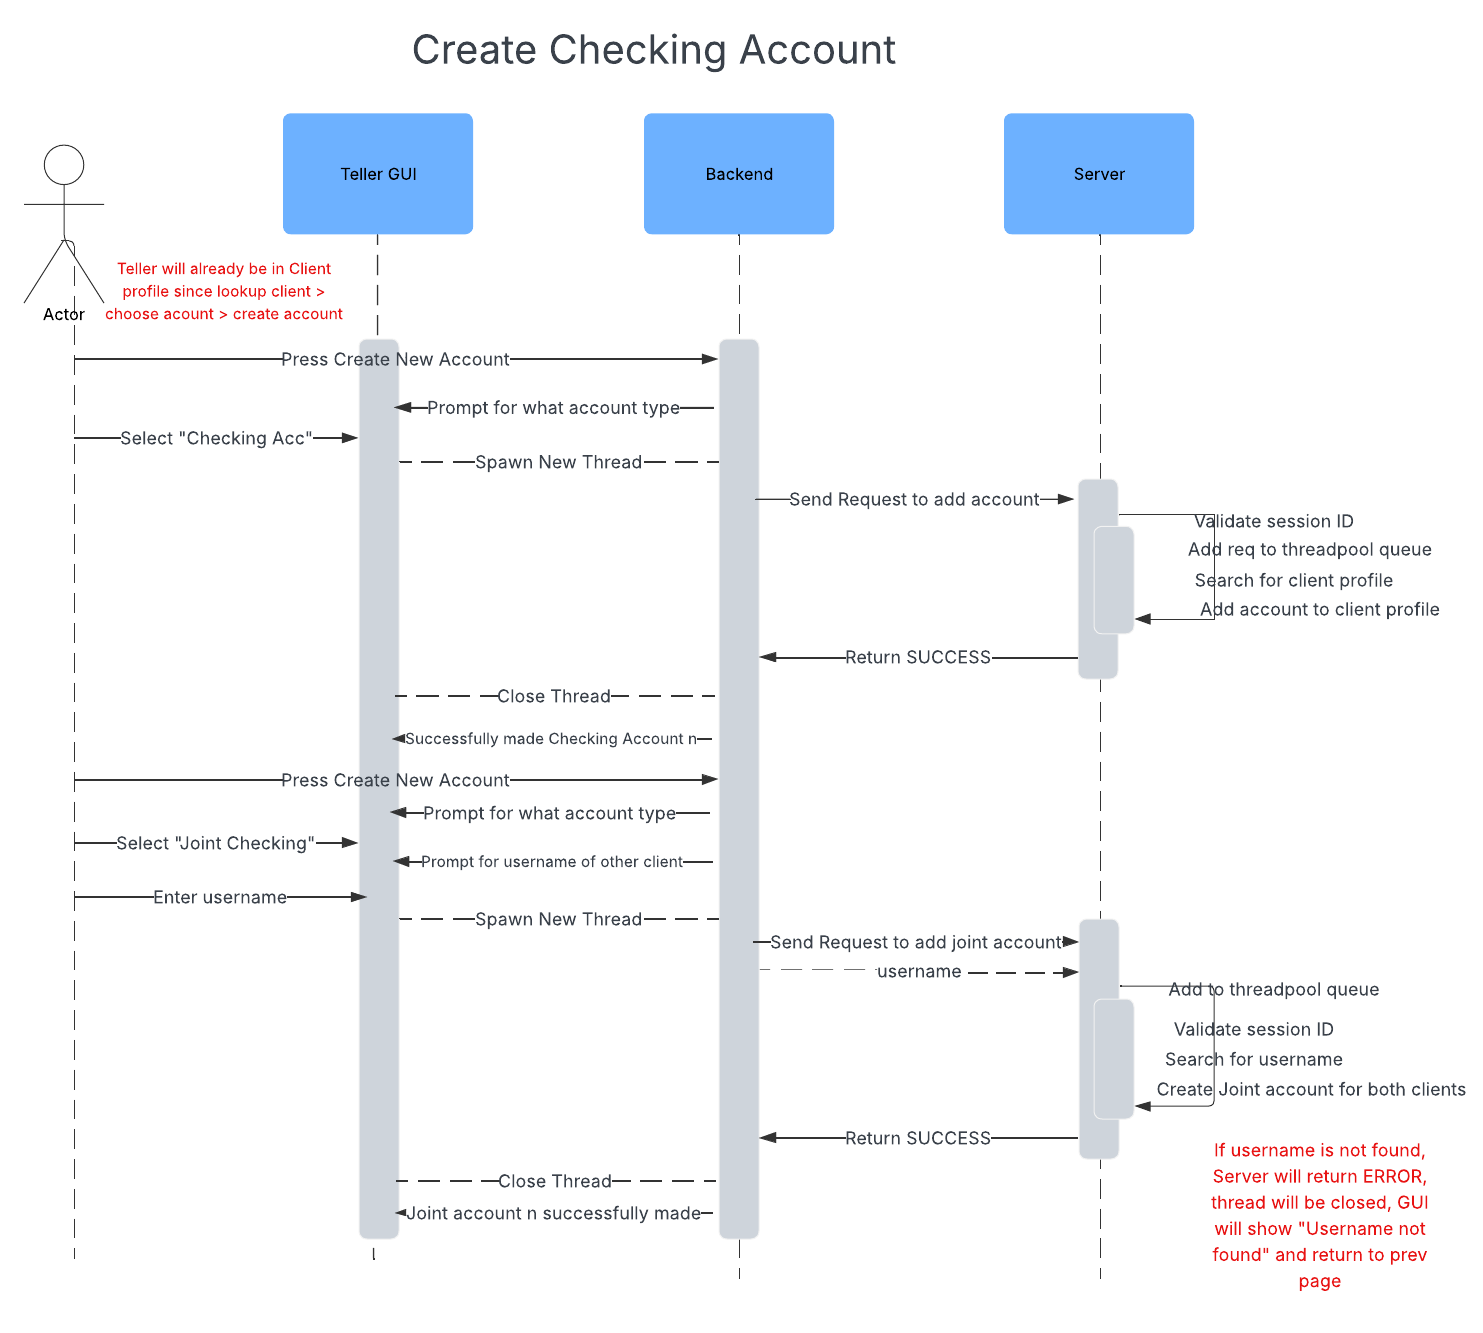 Create Checking Account
Teller GUI
Backend
Server
Teller will already be in Client
profile since lookup client >
choose acount > create account
Actor
Press Create New Account
Prompt for what account type
Select "Checking Acc"
Spawn New Thread
Send Request to add account
Validate session ID
Add req to threadpool queue
Search for client profile
Add account to client profile
Return SUCCESS
Close Thread
Successfully made Checking Account n
Press Create New Account
Prompt for what account type
Select "Joint Checking"
Prompt for username of other client
Enter username
Spawn New Thread
Send Request to add joint account
username
Add to threadpool queue
Validate session ID
Search for username
Create Joint account for both clients
Return SUCCESS
If username is not found,
Server will return ERROR,
thread will be closed, GUI
will show "Username not
found" and return to prev
page
Close Thread
Joint account n successfully made